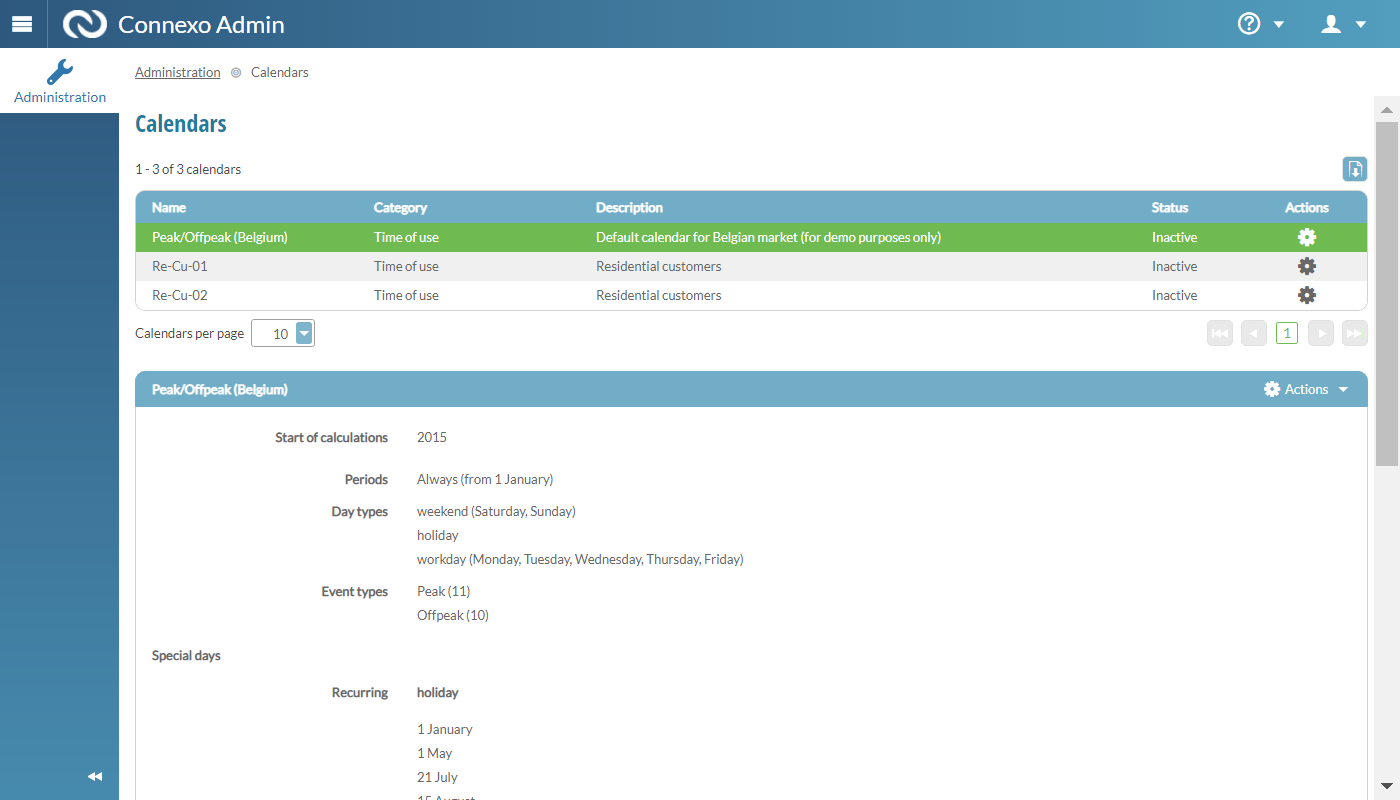 Connexo Admin
Administration
Administration Calendars
Calendars
1 - 3 of 3 calendars
Name Category Description Status Actions
Peak/Offpeak (Belgium) Time of use Default calendar for Belgian market (for demo purposes only) Inactive
Re-Cu-01 Time of use Residential customers Inactive
Re-Cu-02 Time of use Residential customers Inactive
Calendars per page 10 1
Peak/Offpeak (Belgium) Actions
Start of calculations 2015
Periods Always (from 1 January)
Day types weekend (Saturday, Sunday)
holiday
workday (Monday, Tuesday, Wednesday, Thursday, Friday)
Event types Peak (11)
Offpeak (10)
Special days
Recurring holiday
1 January
1 May
21 July
15 August